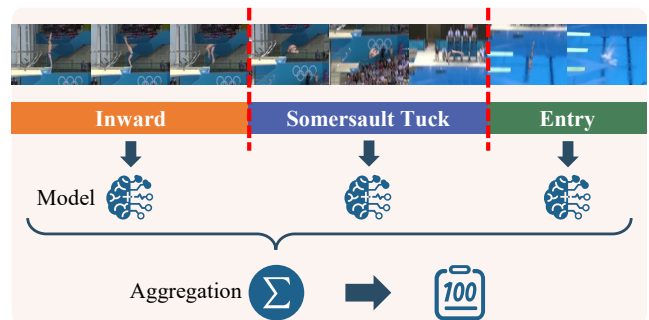 Inward
Somersault Tuck
Entry
Model
Aggregation
Σ
100